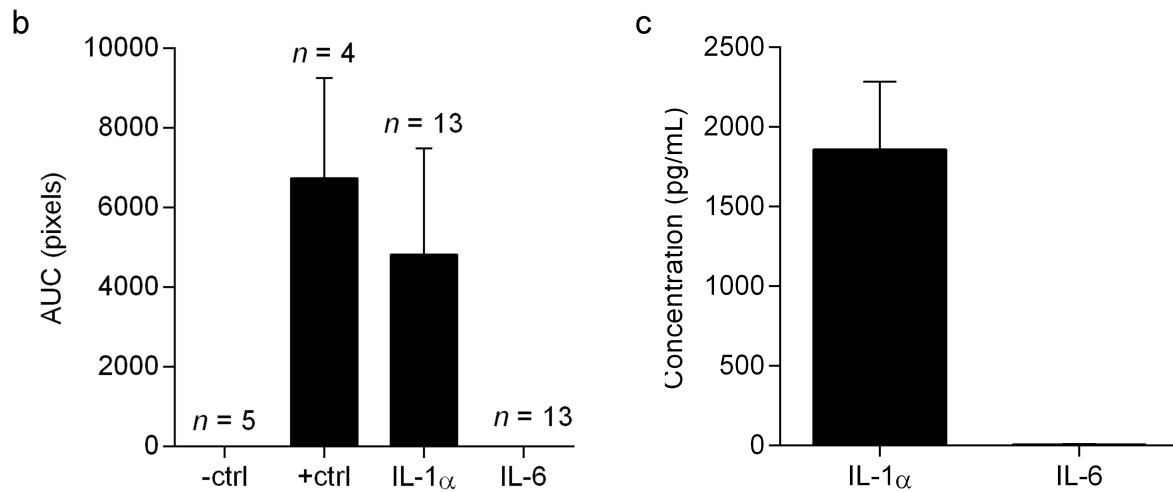 b
AUC (pixels)
10000
8000
6000
4000
2000
0
n = 5
n = 4
n = 13
n = 13
-ctrl
+ctrl
IL-1α
IL-6
c
Concentration (pg/mL)
2500
2000
1500
1000
500
0
IL-1α
IL-6